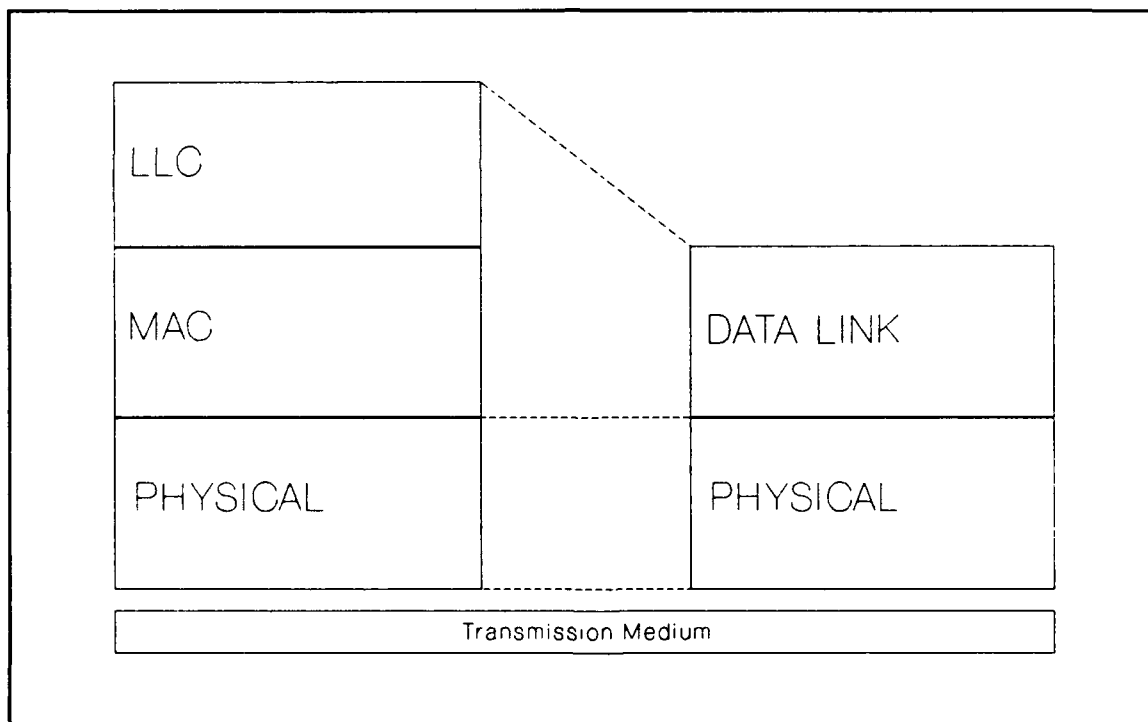 LLC
MAC
DATA LINK
PHYSICAL
PHYSICAL
Transmission Medium